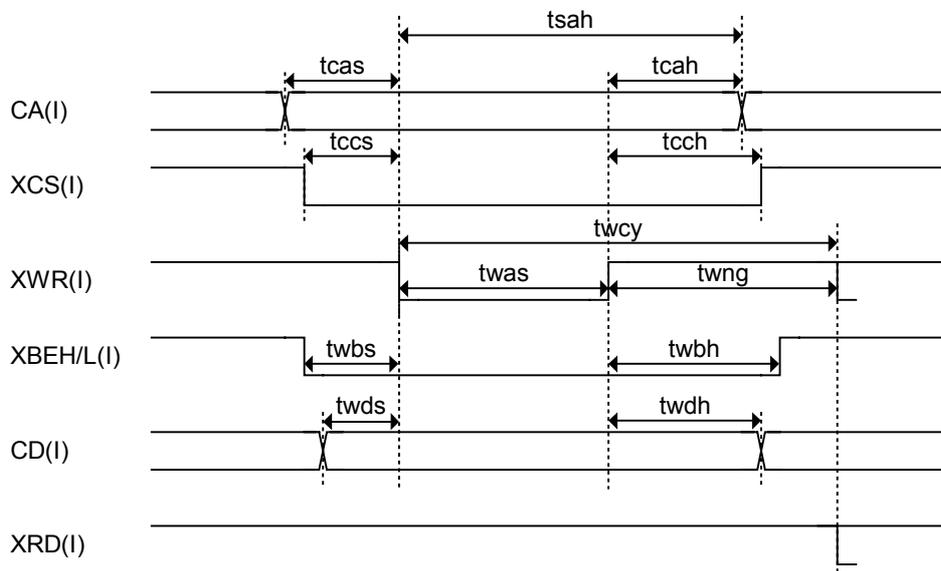 tsah
tcas tcah
CA(I)
tccs tcch
XCS(I)
twcy
XWR(I) twas twng
XBEH/L(I) twbs twbh
twds twdh
CD(I)
XRD(I)